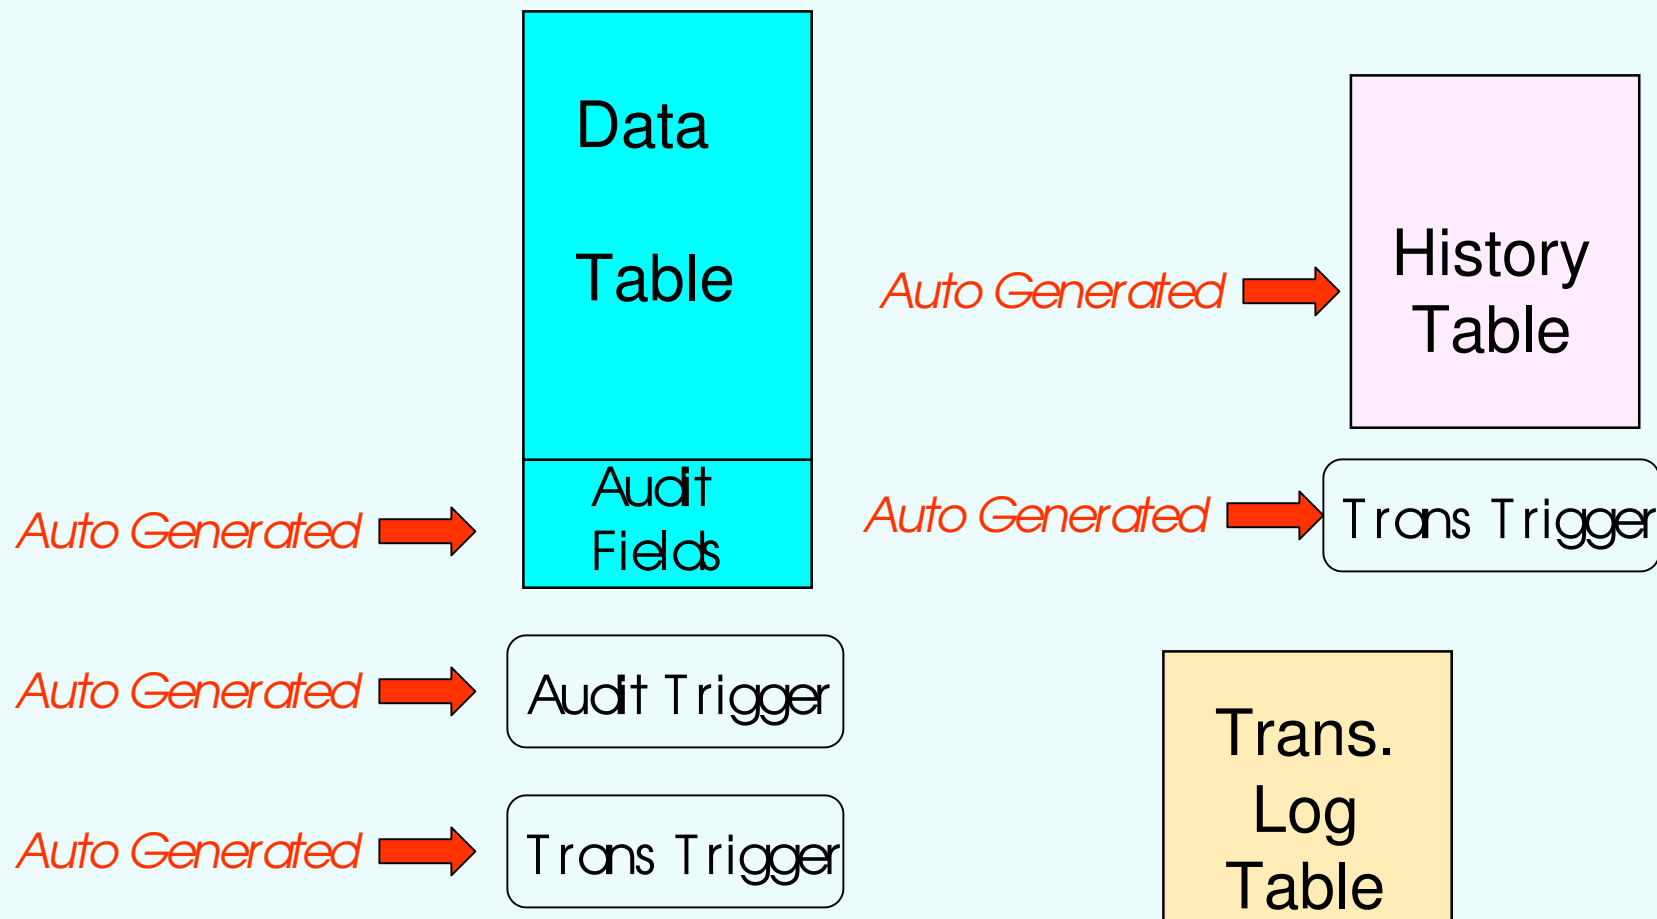 Data
Table
Auto Generated
History
Table
Audit
Fields
Auto Generated
Auto Generated
Trans Trigger
Auto Generated
Audit Trigger
Auto Generated
Trans Trigger
Trans.
Log
Table